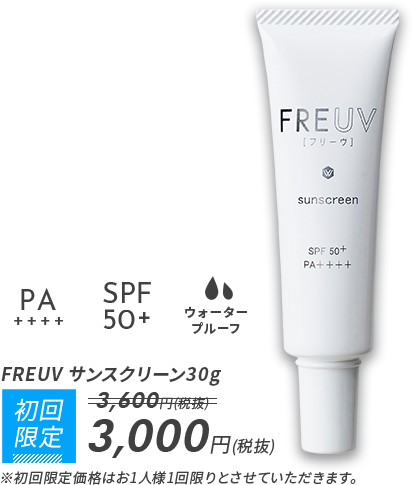 FREUV
[フリーヴ]
sunscreen
SPF 50+
PA++++
PA
++++
SPF
50+
ウォーター
プルーフ
FREUV サンスクリーン30g
初回
限定
3,600円(税抜)
3,000円(税抜)
※初回限定価格はお1人様1回限りとさせていただきます。